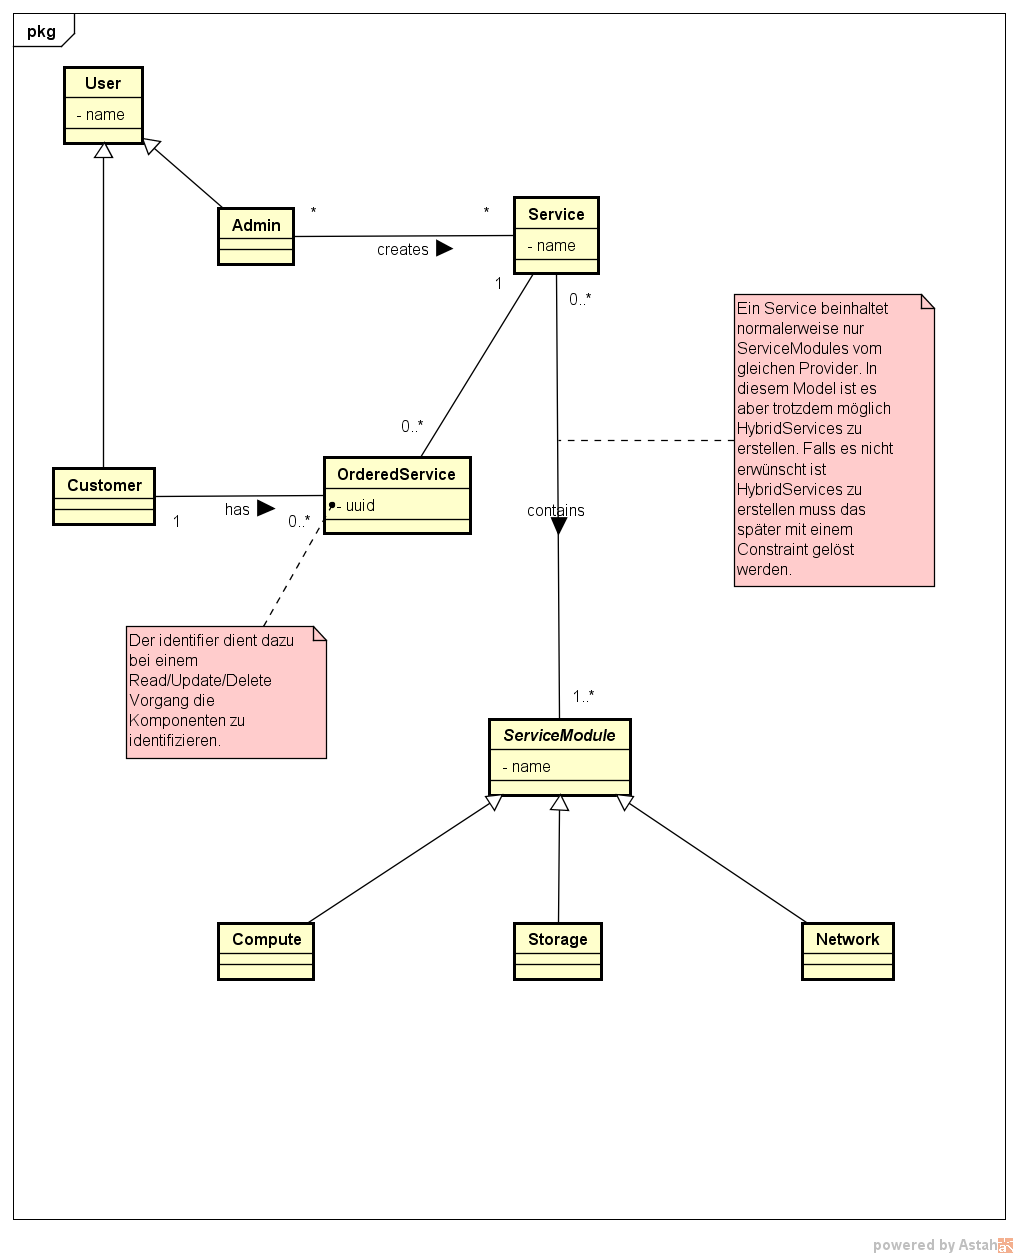 pkg
User
- name
Admin
*
*
creates
Service
- name
1
0..*
Ein Service beinhaltet
normalerweise nur
ServiceModules vom
gleichen Provider. In
diesem Model ist es
aber trotzdem möglich
HybridServices zu
erstellen. Falls es nicht
erwünscht ist
HybridServices zu
erstellen muss das
später mit einem
Constraint gelöst
werden.
0..*
Customer
1
has
0..*
OrderedService
- uuid
contains
Der identifier dient dazu
bei einem
Read/Update/Delete
Vorgang die
Komponenten zu
identifizieren.
1..*
ServiceModule
- name
Compute
Storage
Network
powered by Astah